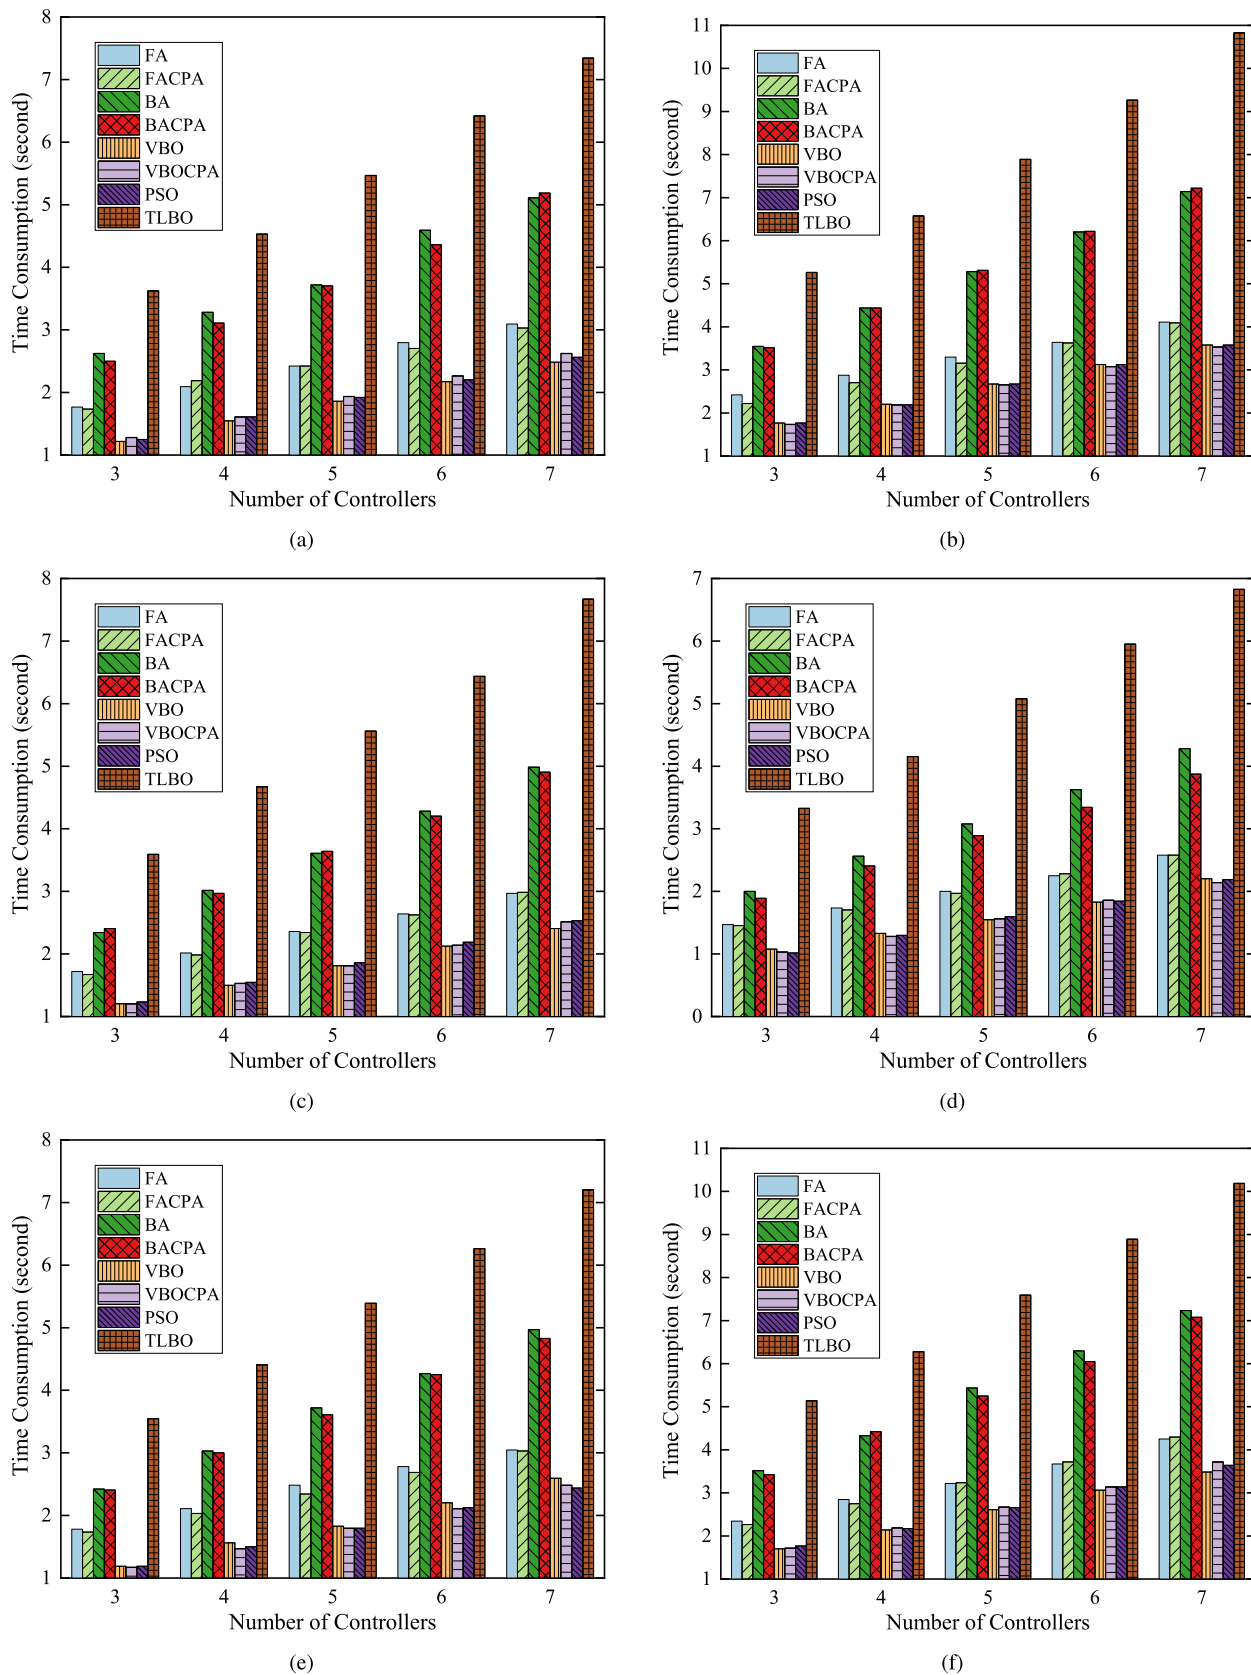 8
7
6
5
4
3
2
1
Time Consumption (second)
FA
FACPA
BA
BACPA
VBO
VBOCPA
PSO
TLBO
3 4 5 6 7
Number of Controllers
(a)
11
10
9
8
7
6
5
4
3
2
1
Time Consumption (second)
FA
FACPA
BA
BACPA
VBO
VBOCPA
PSO
TLBO
3 4 5 6 7
Number of Controllers
(b)
8
7
6
5
4
3
2
1
Time Consumption (second)
FA
FACPA
BA
BACPA
VBO
VBOCPA
PSO
TLBO
3 4 5 6 7
Number of Controllers
(c)
7
6
5
4
3
2
1
0
Time Consumption (second)
FA
FACPA
BA
BACPA
VBO
VBOCPA
PSO
TLBO
3 4 5 6 7
Number of Controllers
(d)
8
7
6
5
4
3
2
1
Time Consumption (second)
FA
FACPA
BA
BACPA
VBO
VBOCPA
PSO
TLBO
3 4 5 6 7
Number of Controllers
(e)
11
10
9
8
7
6
5
4
3
2
1
Time Consumption (second)
FA
FACPA
BA
BACPA
VBO
VBOCPA
PSO
TLBO
3 4 5 6 7
Number of Controllers
(f)